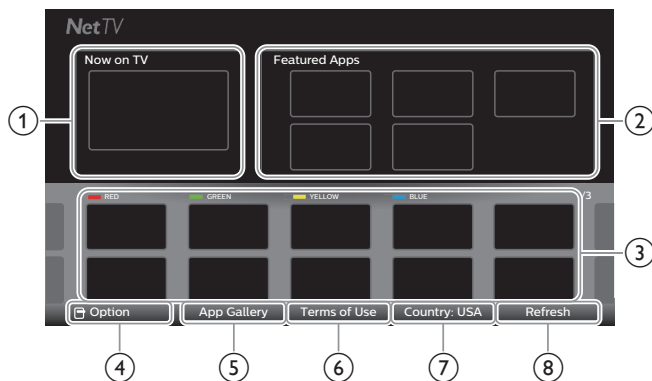 NetTV
Now on TV
Featured Apps
1
2
RED GREEN YELLOW BLUE /3
3
Option App Gallery Terms of Use Country: USA Refresh
4 5 6 7 8